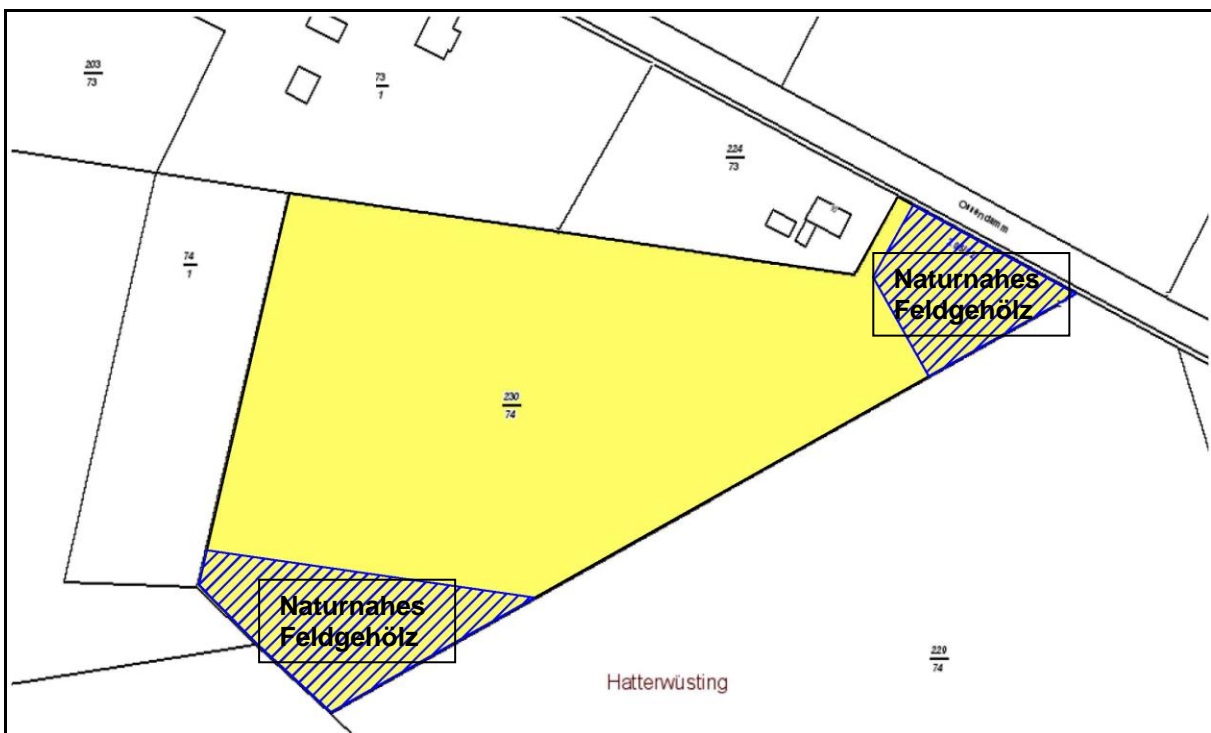 203
73
73
1
224
73
Naturnahes
Feldgehölz
74
1
230
74
Naturnahes
Feldgehölz
Hatterwüsting
229
74